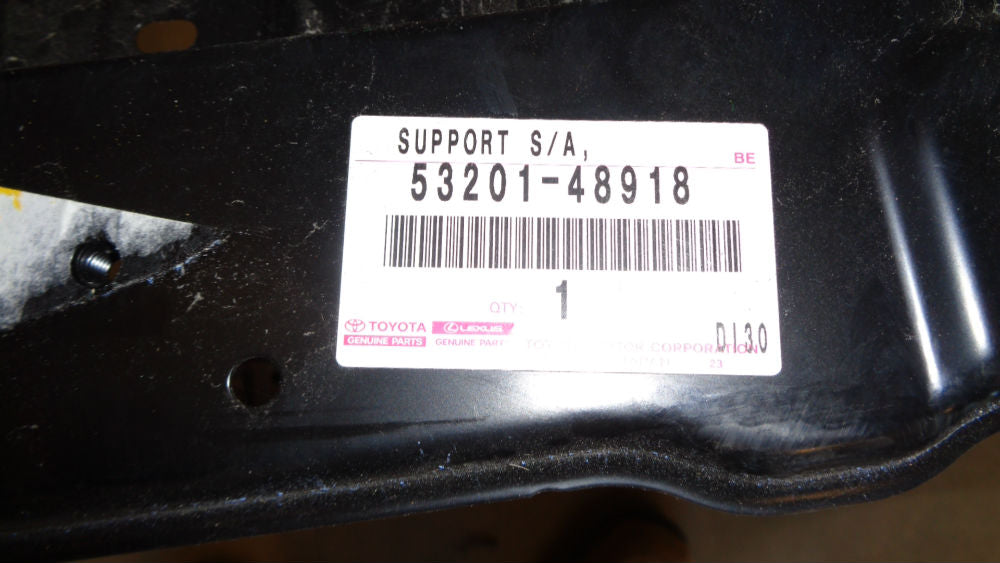 SUPPORT S/A,
BE
53201-48918
QTY: 1
TOYOTA LEXUS
GENUINE PARTS GENUINE PARTS
DI30
CORPORATION
23